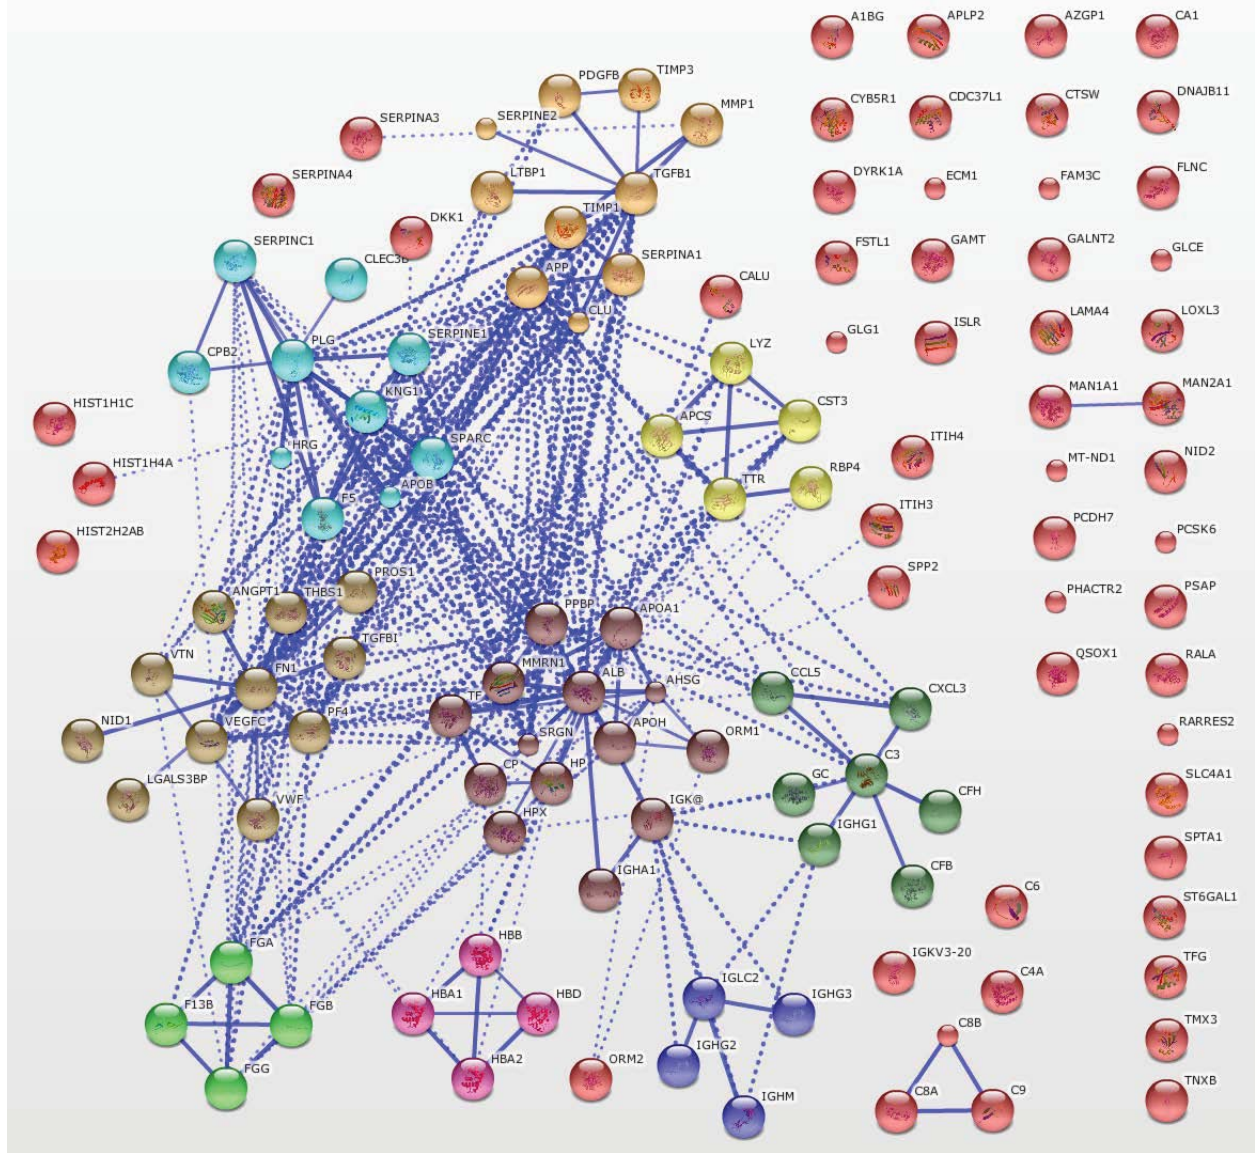 A1BG
APLP2
AZGP1
CA1
PDGFB
TIMP3
CYB5R1
CDC37L1
CTSW
DNAJB11
SERPINA3
SERPINE2
MMP1
SERPINA4
LTBP1
TGFB1
DYRK1A
ECM1
FAM3C
FLNC
DKK1
TIMP1
SERPINC1
CLEC3B
APP
SERPINA1
CALU
FSTL1
GAMT
GALNT2
GLCE
CLU
CPB2
PLG
SERPINE1
LYZ
GLG1
ISLR
LAMA4
LOXL3
KNG1
APCS
CST3
MAN1A1
MAN2A1
HIST1H1C
HRG
SPARC
ITIH4
HIST1H4A
APOB
TTR
RBP4
MT-ND1
NID2
F5
ITIH3
HIST2H2AB
PCDH7
PCSK6
ANGPT1
THBS1
PROS1
PPBP
APOA1
SPP2
PHACTR2
PSAP
VTN
FN1
TGFBI
MMRN1
ALB
AHSG
CCL5
CXCL3
QSOX1
RALA
NID1
VEGFC
PF4
TF
SRGN
APOH
ORM1
RARRES2
LGALS3BP
VWF
CP
HP
GC
C3
CFH
SLC4A1
HPX
IGK@
IGHG1
SPTA1
IGHA1
CFB
C6
ST6GAL1
FGA
HBB
IGKV3-20
C4A
TFG
F13B
FGB
HBA1
HBD
IGLC2
IGHG3
C8B
TMX3
FGG
HBA2
ORM2
IGHG2
IGHM
C8A
C9
TNXB